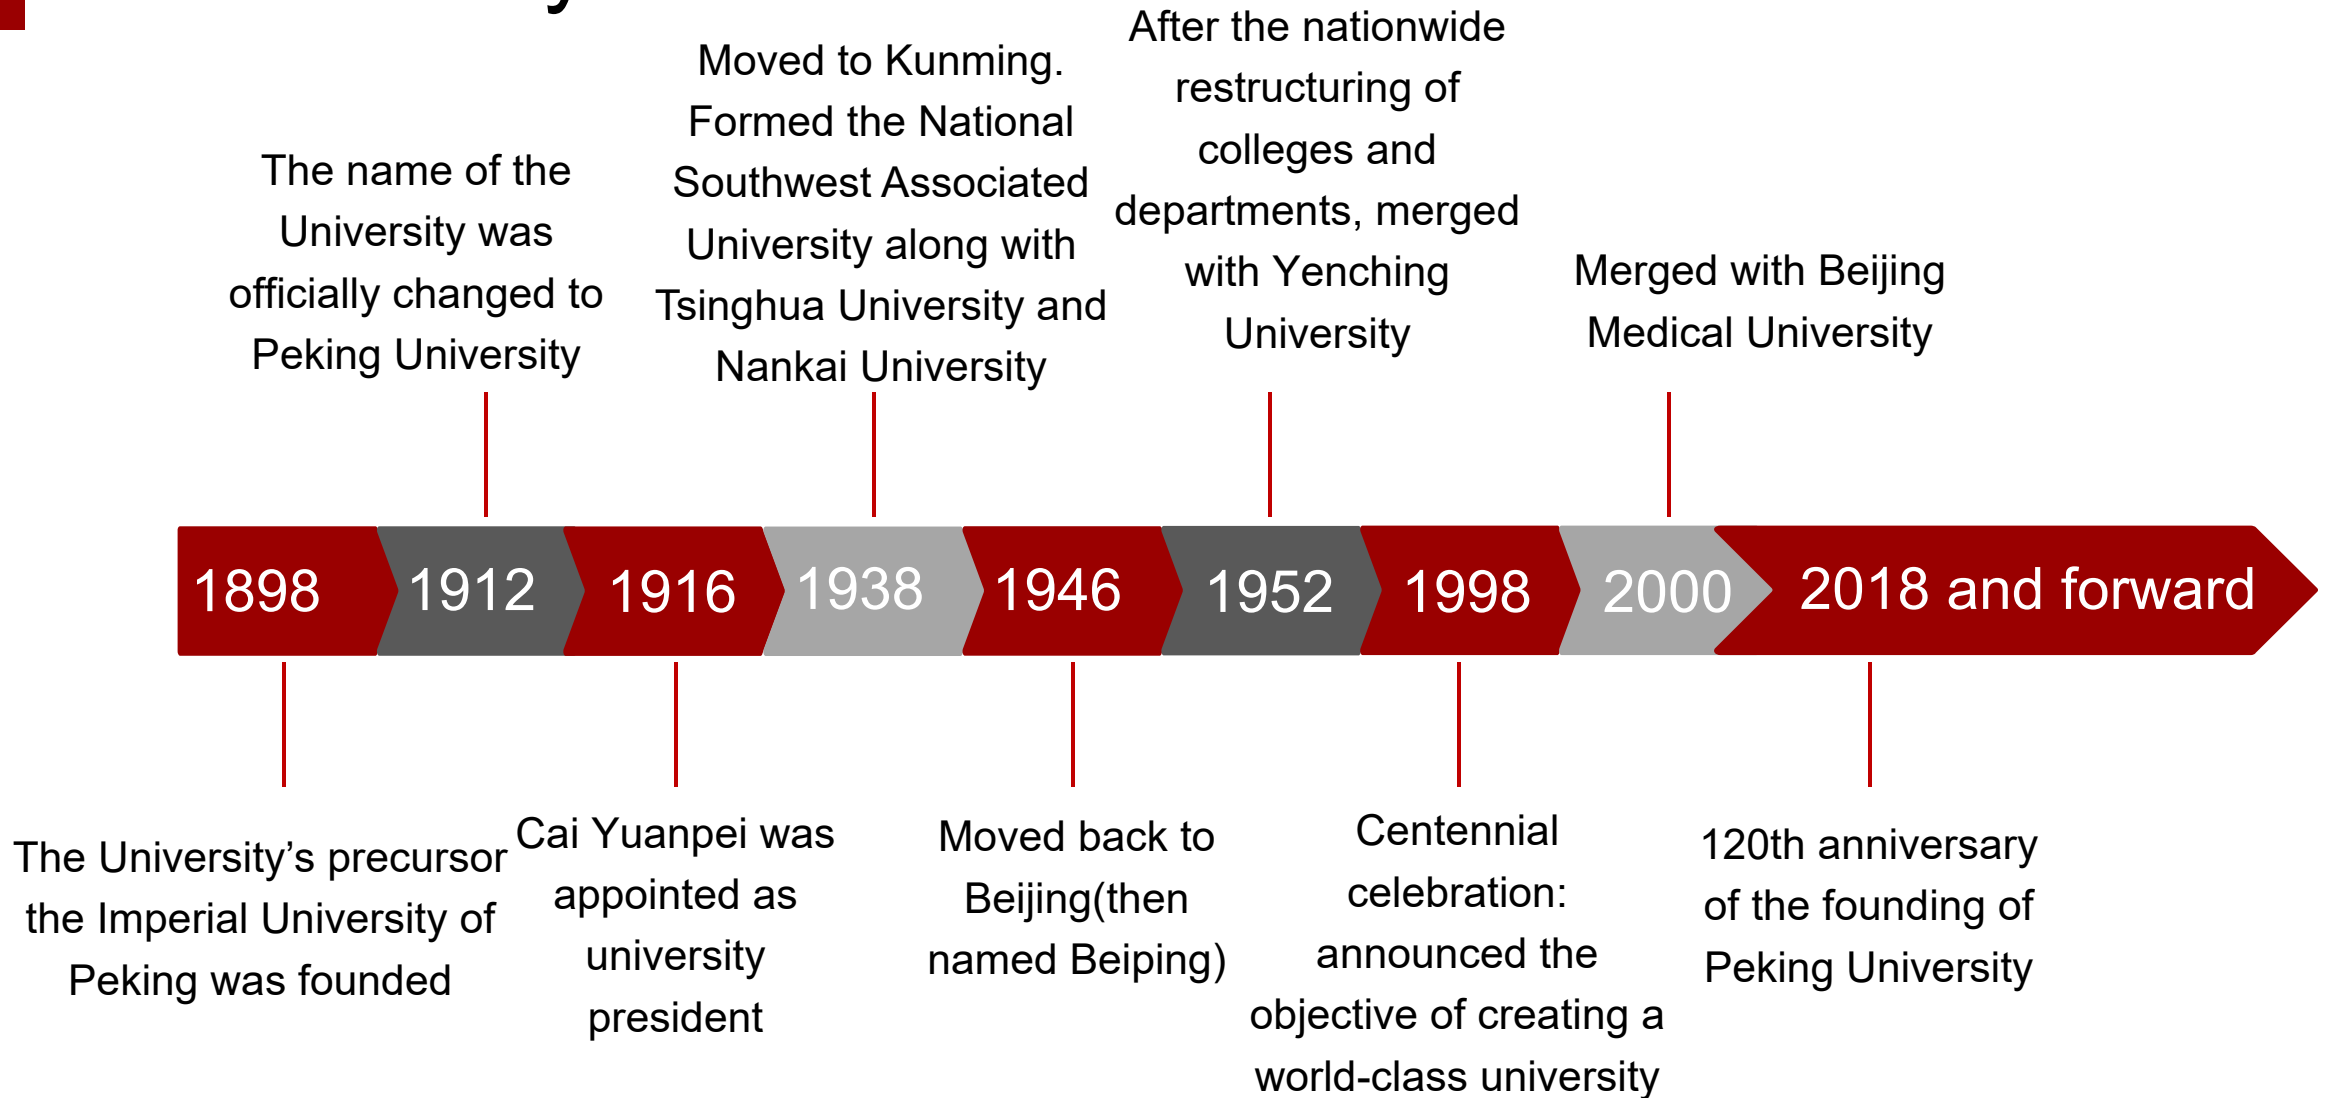 After the nationwide
restructuring of
colleges and
departments, merged
with Yenching
University
Moved to Kunming.
Formed the National
Southwest Associated
University along with
Tsinghua University and
Nankai University
The name of the
University was
officially changed to
Peking University
Merged with Beijing
Medical University
1898
1912
1916
1938
1946
1952
1998
2000
2018 and forward
The University’s precursor
the Imperial University of
Peking was founded
Cai Yuanpei was
appointed as
university
president
Moved back to
Beijing(then
named Beiping)
Centennial
celebration:
announced the
objective of creating a
world-class university
120th anniversary
of the founding of
Peking University